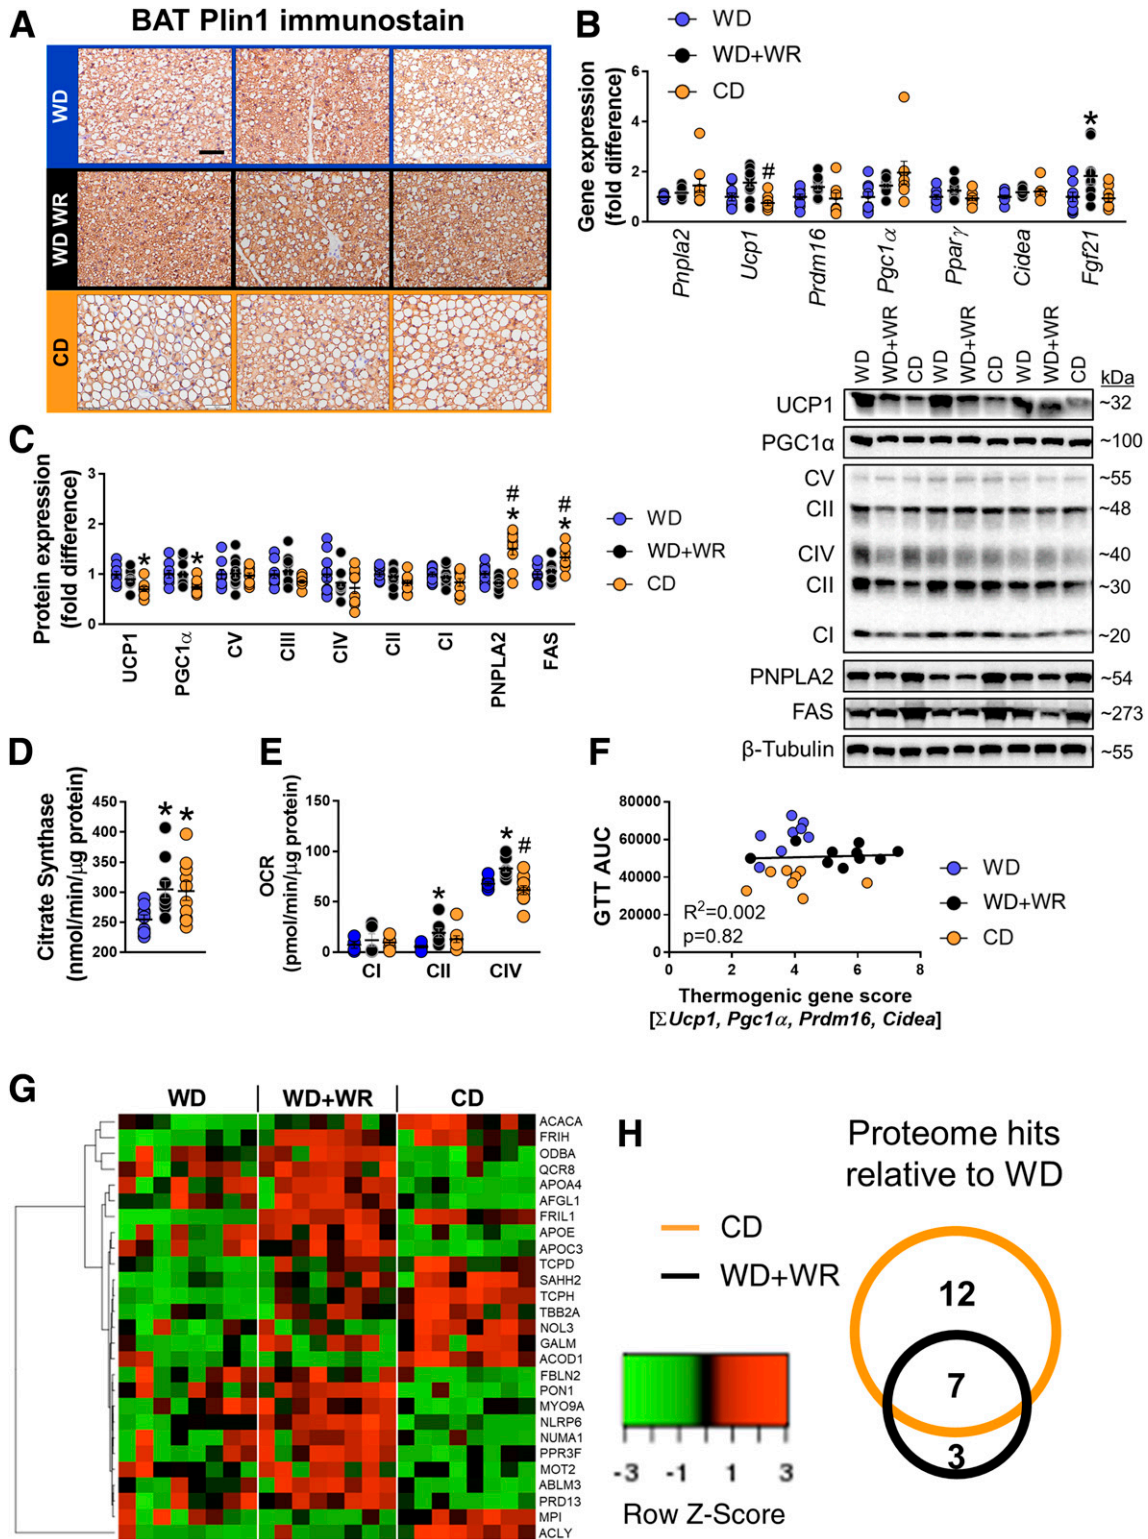 A
BAT Plin1 immunostain
WD
WD WR
CD
B
WD
WD+WR
CD
Gene expression
(fold difference)
6
4
2
0
#
*
Pnpla2
Ucp1
Prdm16
Pgc1α
Pparγ
Cidea
Fgf21
WD
WD+WR
CD
WD
WD+WR
CD
WD
WD+WR
CD
kDa
UCP1
~32
PGC1α
~100
CV
~55
CII
~48
CIV
~40
CII
~30
CI
~20
PNPLA2
~54
FAS
~273
β-Tubulin
~55
C
Protein expression
(fold difference)
3
2
1
0
*
*
#
*
#
*
UCP1
PGC1α
CV
CIII
CIV
CII
CI
PNPLA2
FAS
WD
WD+WR
CD
D
Citrate Synthase
(nmol/min/µg protein)
450
400
350
300
250
200
*
*
E
OCR
(pmol/min/µg protein)
150
100
50
0
*
*
#
CI
CII
CIV
F
GTT AUC
80000
60000
40000
20000
0
R²=0.002
p=0.82
0
2
4
6
8
Thermogenic gene score
[ΣUcp1, Pgc1α, Prdm16, Cidea]
WD
WD+WR
CD
G
WD
WD+WR
CD
ACACA
FRIH
ODBA
QCR8
APOA4
AFGL1
FRIL1
APOE
APOC3
TCPD
SAHH2
TCPH
TBB2A
NOL3
GALM
ACOD1
FBLN2
PON1
MYO9A
NLRP6
NUMA1
PPR3F
MOT2
ABLM3
PRD13
MPI
ACLY
H
Proteome hits
relative to WD
CD
WD+WR
12
7
3
-3
-1
1
3
Row Z-Score